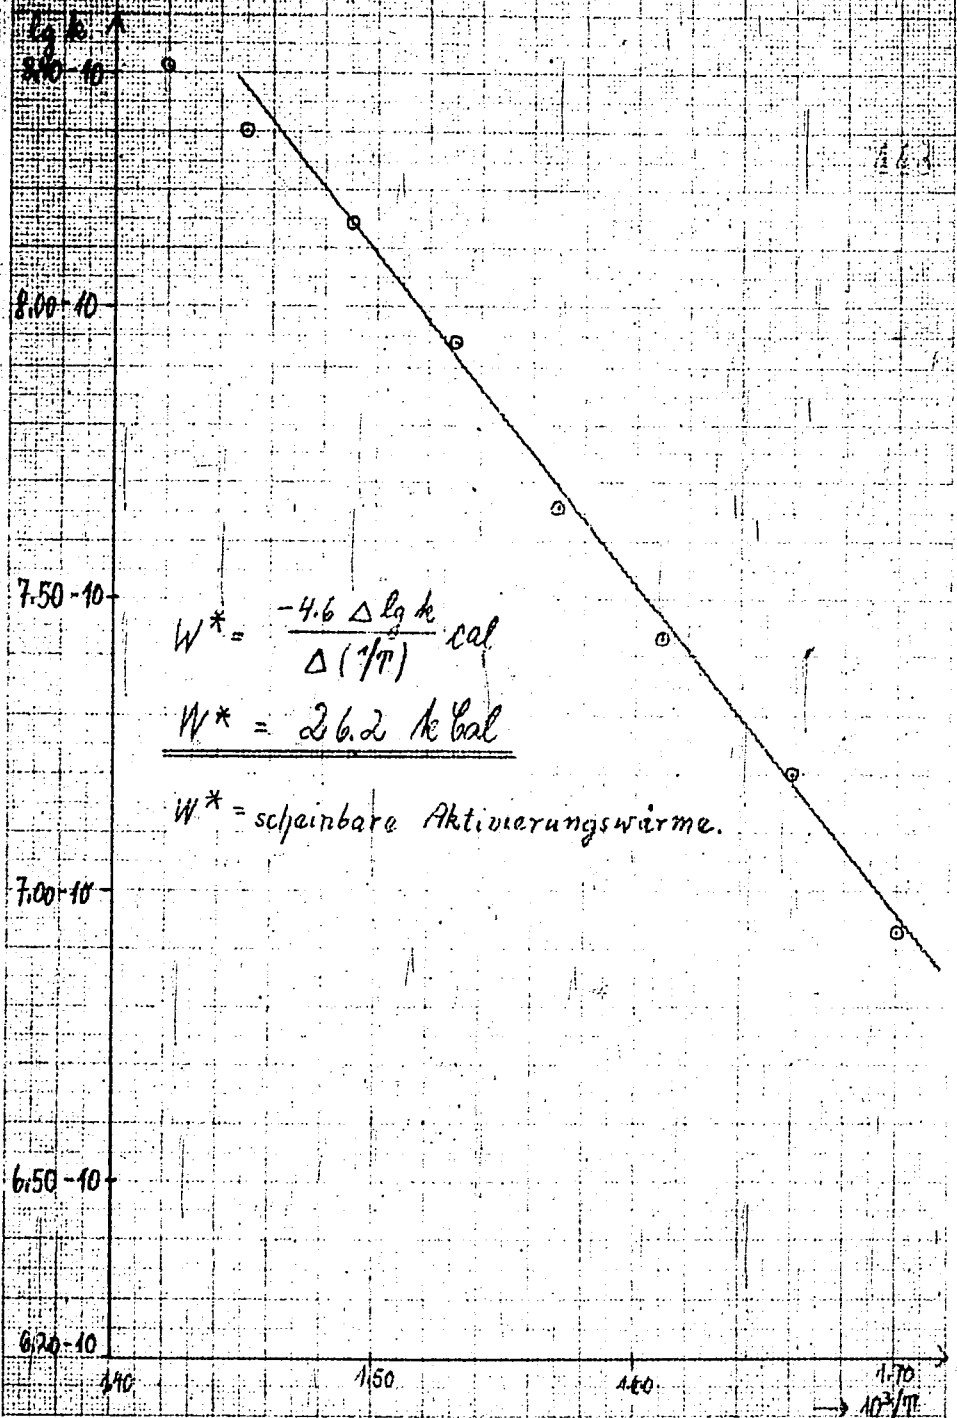 lg k
8,40-10
8,00-10
7,50-10
W* = -4.6 Δ lg k / Δ (1/T) cal
W* = 26.2 k Cal
W* = scheinbare Aktivierungswärme.
7,00-10
6,50-10
6,20-10
1,40 1,50 1,60 1,70
→ 10³/T